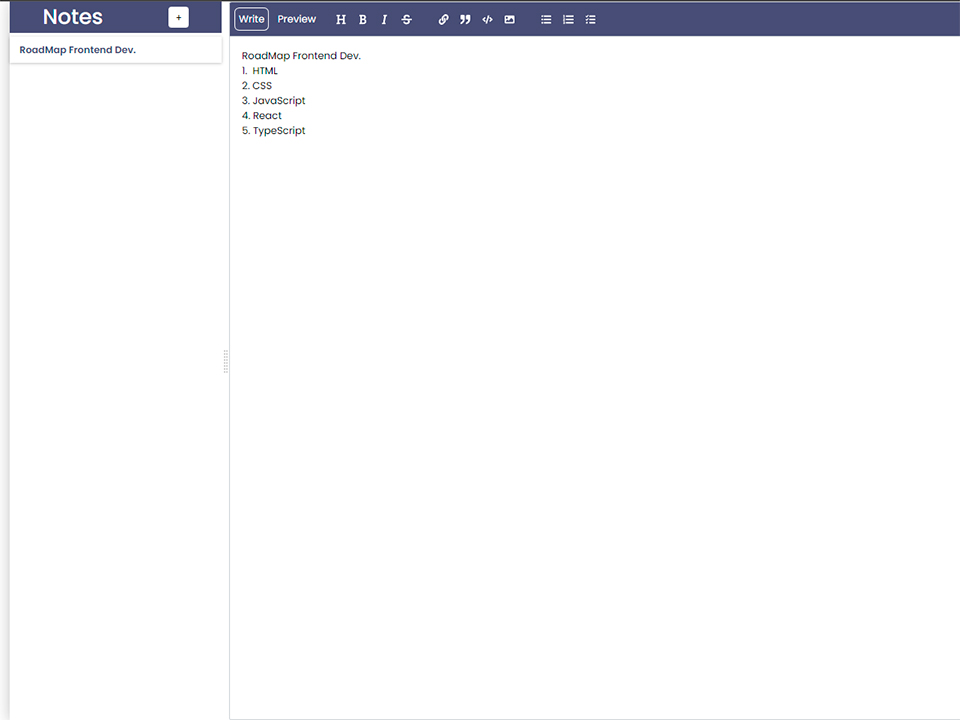 Notes
+
RoadMap Frontend Dev.
Write Preview H B I S
RoadMap Frontend Dev.
1. HTML
2. CSS
3. JavaScript
4. React
5. TypeScript